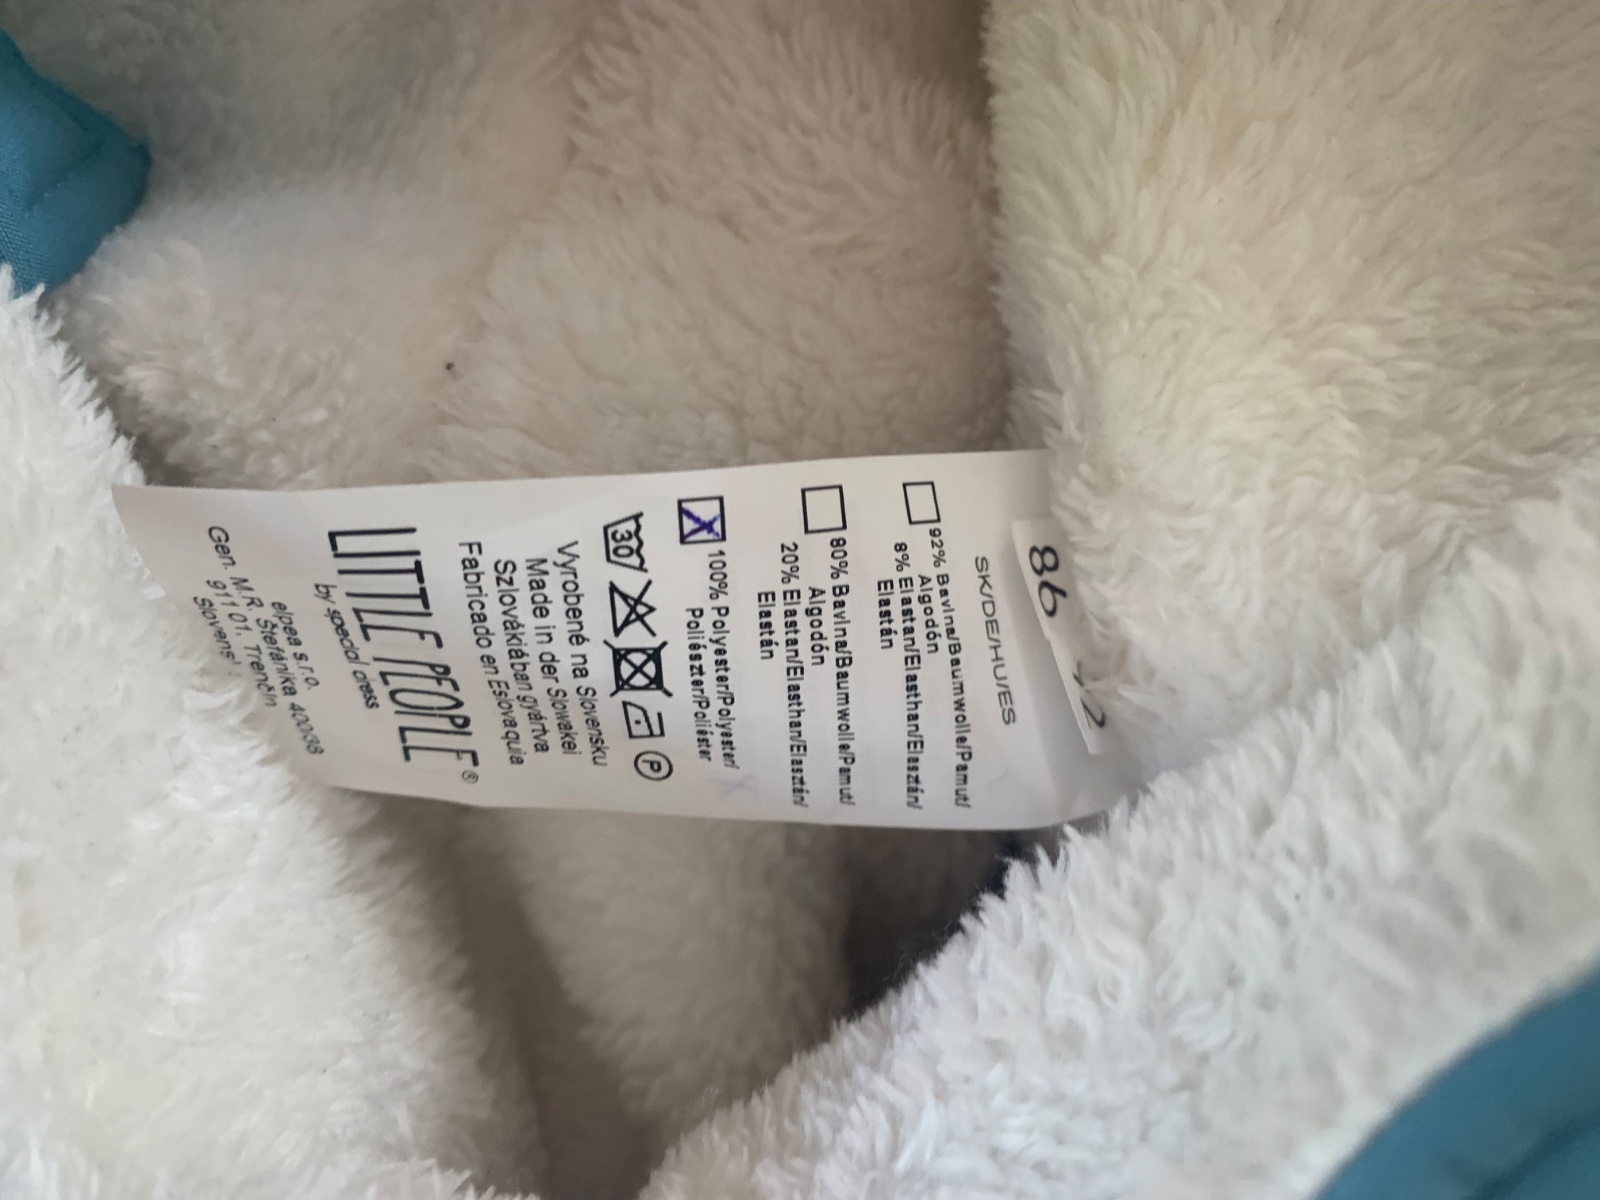 86
SK/DE/HU/ES
92% Bavlna/Baumwolle/Pamut/
Algodón
8% Elastan/Elasthan/Elasztán/
Elastán
80% Bavlna/Baumwolle/Pamut/
Algodón
20% Elastan/Elasthan/Elasztán/
Elastán
X 100% Polyester/Polyester/
Poliészter/Poliéster
30 P
Vyrobené na Slovensku
Made in der Slowakei
Szlovákiában gyártva
Fabricado en Eslovaquia
LITTLE PEOPLE®
by special dress
elpea s.r.o.
Gen. M.R. Štefánika 400/38
911 01. Trenčín